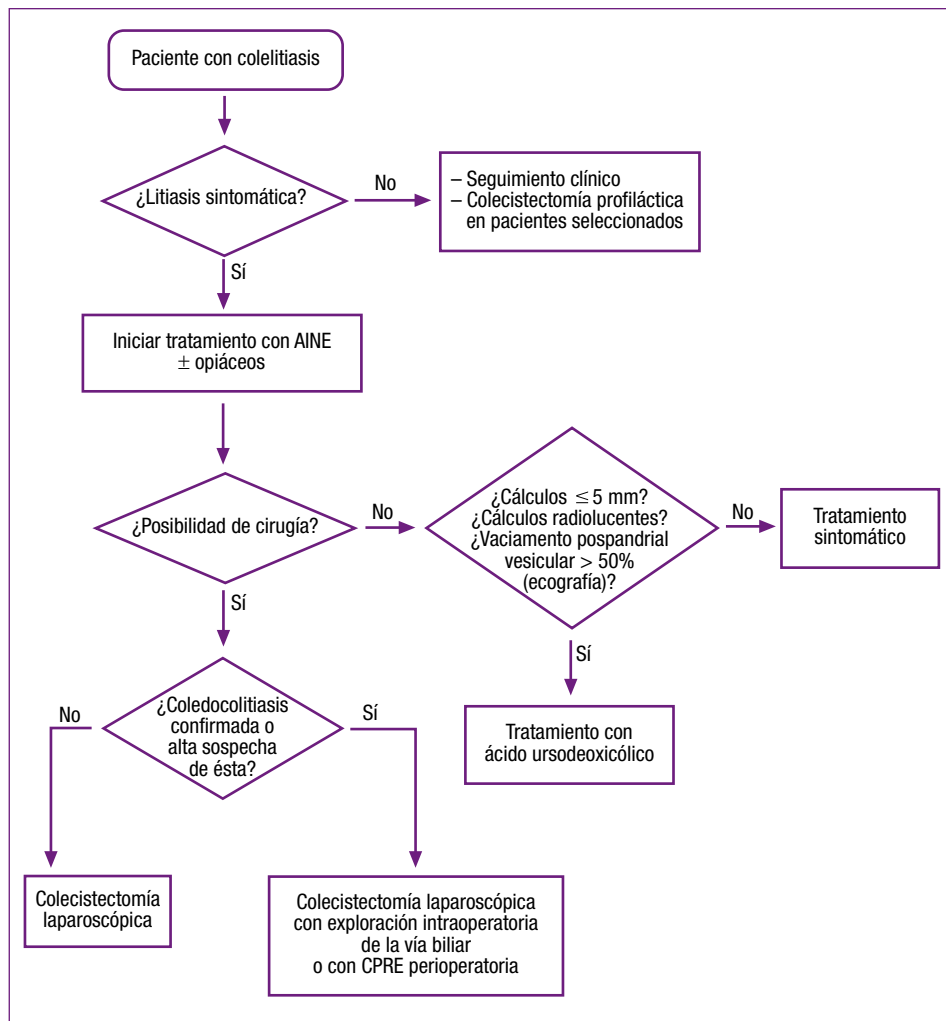 Paciente con colelitiasis
¿Litiasis sintomática?
No
– Seguimiento clínico
– Colecistectomía profiláctica
en pacientes seleccionados
Sí
Iniciar tratamiento con AINE
± opiáceos
¿Posibilidad de cirugía?
No
¿Cálculos ≤ 5 mm?
¿Cálculos radiolucentes?
¿Vaciamento pospandrial
vesicular > 50%
(ecografía)?
No
Tratamiento
sintomático
Sí
Sí
Tratamiento con
ácido ursodeoxicólico
¿Coledocolitiasis
confirmada o
alta sospecha
de ésta?
No
Sí
Colecistectomía
laparoscópica
Colecistectomía laparoscópica
con exploración intraoperatoria
de la vía biliar
o con CPRE perioperatoria